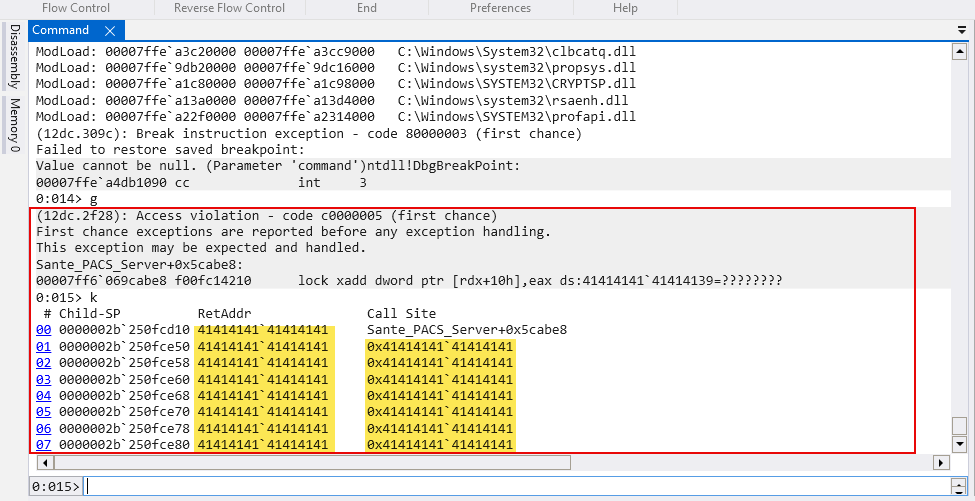 Flow Control Reverse Flow Control End Preferences Help
Disassembly
Memory 0
Command
ModLoad: 00007ffe`a3c20000 00007ffe`a3cc9000   C:\Windows\System32\clbcatq.dll
ModLoad: 00007ffe`9db20000 00007ffe`9dc16000   C:\Windows\system32\propsys.dll
ModLoad: 00007ffe`a1c80000 00007ffe`a1c98000   C:\Windows\SYSTEM32\CRYPTSP.dll
ModLoad: 00007ffe`a13a0000 00007ffe`a13d4000   C:\Windows\system32\rsaenh.dll
ModLoad: 00007ffe`a22f0000 00007ffe`a2314000   C:\Windows\SYSTEM32\profapi.dll
(12dc.309c): Break instruction exception - code 80000003 (first chance)
Failed to restore saved breakpoint:
Value cannot be null. (Parameter 'command')ntdll!DbgBreakPoint:
00007ffe`a4db1090 cc              int     3
0:014> g
(12dc.2f28): Access violation - code c0000005 (first chance)
First chance exceptions are reported before any exception handling.
This exception may be expected and handled.
Sante_PACS_Server+0x5cabe8:
00007ff6`069cabe8 f00fc14210      lock xadd dword ptr [rdx+10h],eax ds:41414141`41414139=????????
0:015> k
 # Child-SP          RetAddr               Call Site
00 0000002b`250fcd10 41414141`41414141     Sante_PACS_Server+0x5cabe8
01 0000002b`250fce50 41414141`41414141     0x41414141`41414141
02 0000002b`250fce58 41414141`41414141     0x41414141`41414141
03 0000002b`250fce60 41414141`41414141     0x41414141`41414141
04 0000002b`250fce68 41414141`41414141     0x41414141`41414141
05 0000002b`250fce70 41414141`41414141     0x41414141`41414141
06 0000002b`250fce78 41414141`41414141     0x41414141`41414141
07 0000002b`250fce80 41414141`41414141     0x41414141`41414141
0:015>